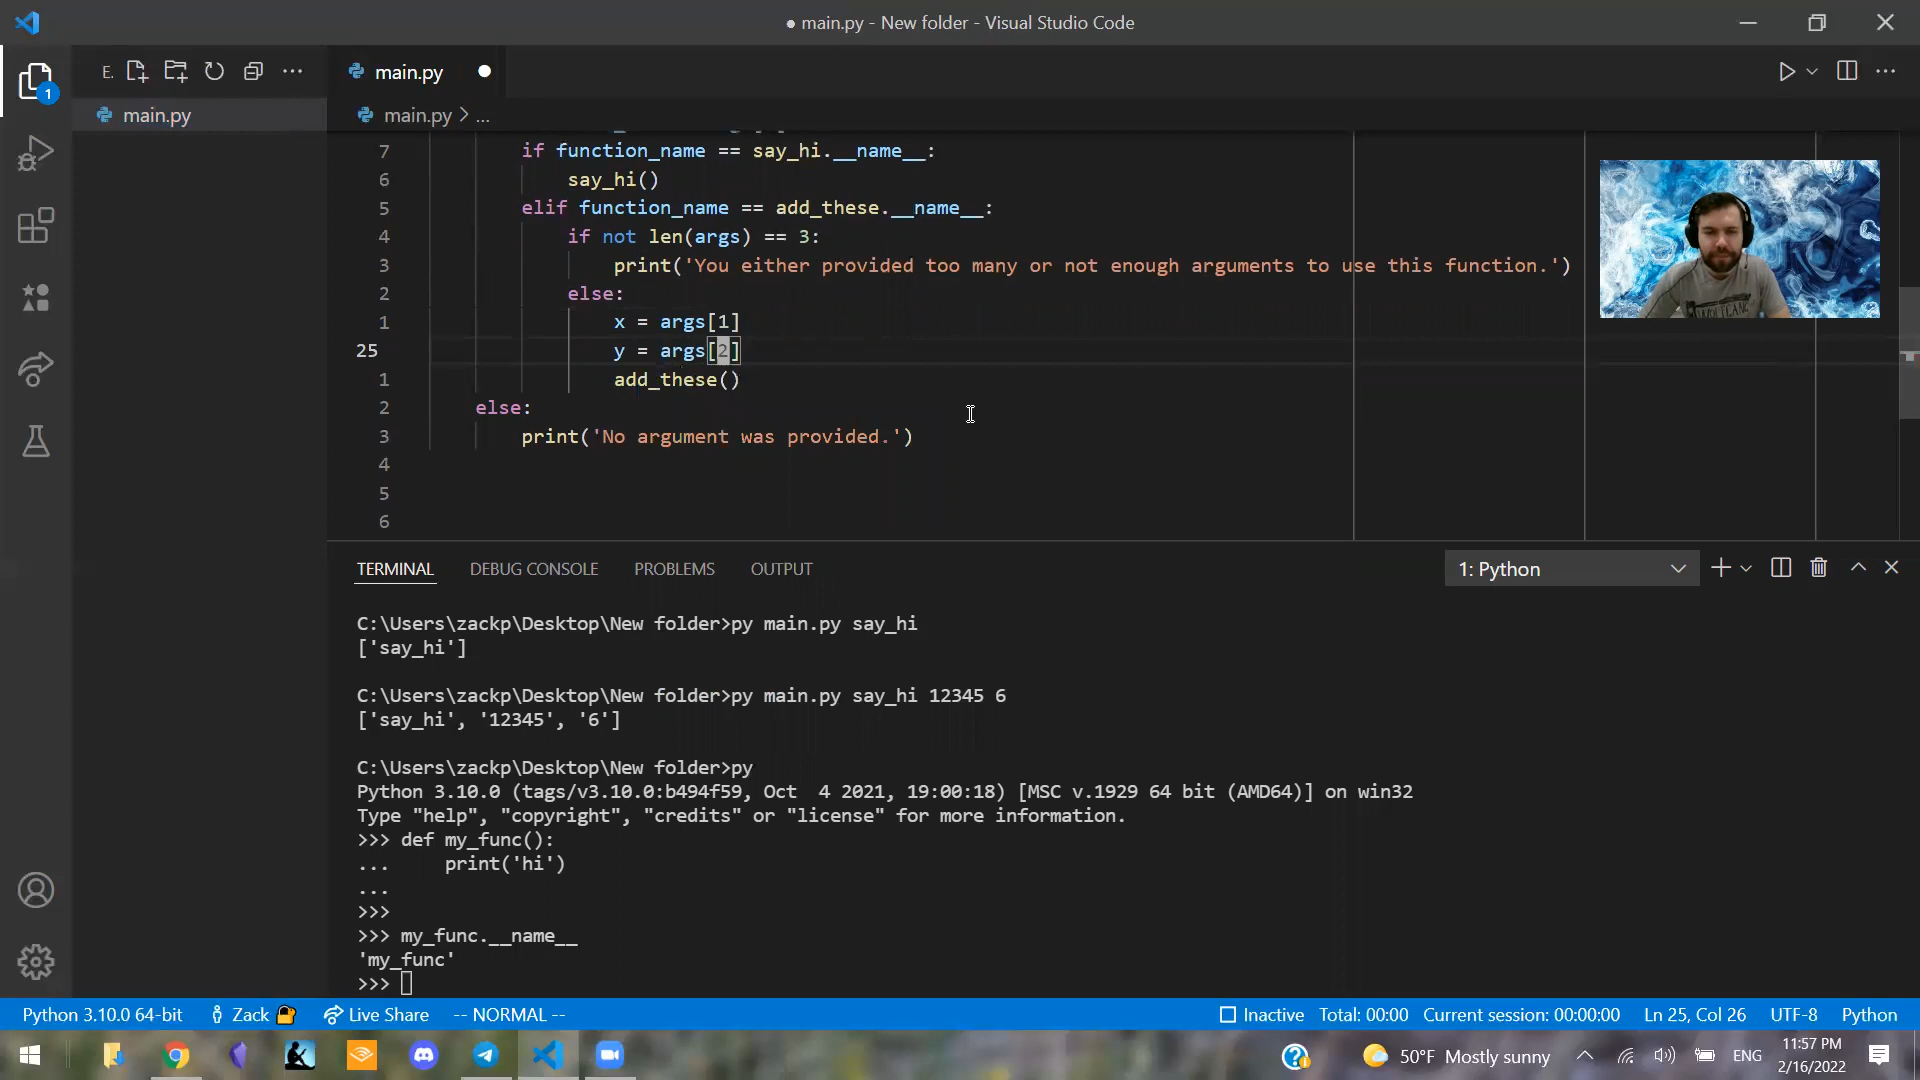 ● main.py - New folder - Visual Studio Code
E.
main.py
1
main.py
main.py > ...
7 if function_name == say_hi.__name__:
6 say_hi()
5 elif function_name == add_these.__name__:
4 if not len(args) == 3:
3 print('You either provided too many or not enough arguments to use this function.')
2 else:
1 x = args[1]
25 y = args[2]
1 add_these()
2 else:
3 print('No argument was provided.')
4
5
6
TERMINAL DEBUG CONSOLE PROBLEMS OUTPUT
1: Python
C:\Users\zackp\Desktop\New folder>py main.py say_hi
['say_hi']
C:\Users\zackp\Desktop\New folder>py main.py say_hi 12345 6
['say_hi', '12345', '6']
C:\Users\zackp\Desktop\New folder>py
Python 3.10.0 (tags/v3.10.0:b494f59, Oct  4 2021, 19:00:18) [MSC v.1929 64 bit (AMD64)] on win32
Type "help", "copyright", "credits" or "license" for more information.
>>> def my_func():
...     print('hi')
...
>>>
>>> my_func.__name__
'my_func'
>>>
Python 3.10.0 64-bit Zack Live Share -- NORMAL -- Inactive Total: 00:00 Current session: 00:00:00 Ln 25, Col 26 UTF-8 Python
50°F Mostly sunny ENG
11:57 PM
2/16/2022